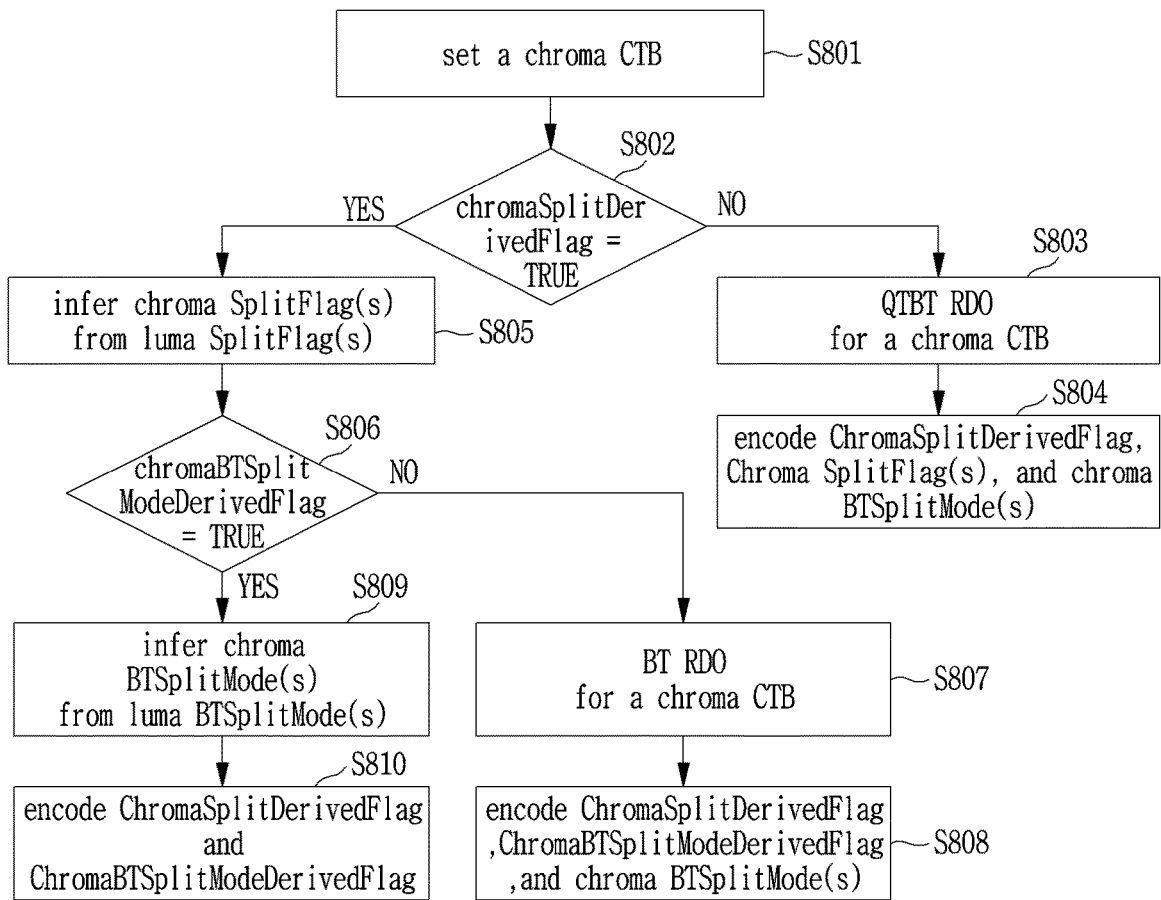 set a chroma CTB
S801
S802
chromaSplitDer
ivedFlag =
TRUE
YES
NO
S803
infer chroma SplitFlag(s)
from luma SplitFlag(s)
S805
QTBT RDO
for a chroma CTB
S804
encode ChromaSplitDerivedFlag,
Chroma SplitFlag(s), and chroma
BTSplitMode(s)
S806
chromaBTSplit
ModeDerivedFlag
= TRUE
NO
YES
S809
infer chroma
BTSplitMode(s)
from luma BTSplitMode(s)
BT RDO
for a chroma CTB
S807
S810
encode ChromaSplitDerivedFlag
and
ChromaBTSplitModeDerivedFlag
encode ChromaSplitDerivedFlag
,ChromaBTSplitModeDerivedFlag
,and chroma BTSplitMode(s)
S808